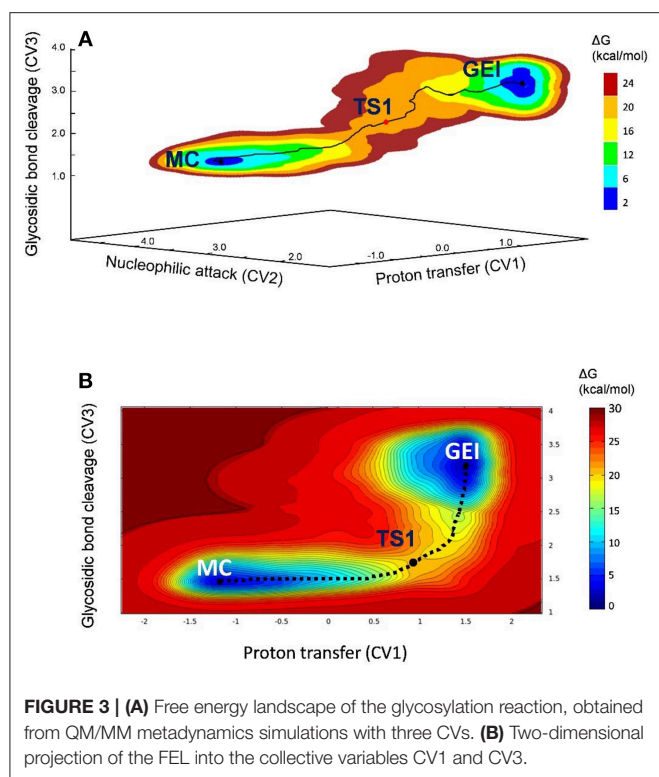 A
Glycosidic bond cleavage (CV3)
4.0
3.0
2.0
1.0
MC
TS1
GEI
4.0
3.0
2.0
Nucleophilic attack (CV2)
-1.0
1.0
Proton transfer (CV1)
ΔG
(kcal/mol)
24
20
16
12
6
2
B
Glycosidic bond cleavage (CV3)
MC
TS1
GEI
4
3.5
3
2.5
2
1.5
1
-2
-1.5
-1
-0.5
0
0.5
1
1.5
2
Proton transfer (CV1)
ΔG
(kcal/mol)
30
25
20
15
10
5
0
FIGURE 3 | (A) Free energy landscape of the glycosylation reaction, obtained
from QM/MM metadynamics simulations with three CVs. (B) Two-dimensional
projection of the FEL into the collective variables CV1 and CV3.